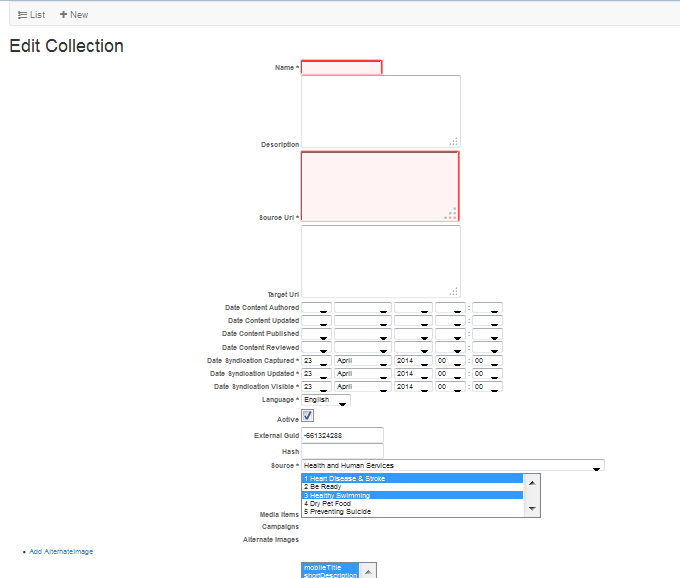 List New
Edit Collection
Name *
Description
Source Url *
Target Url
Date Content Authored :
Date Content Updated :
Date Content Published :
Date Content Reviewed :
Date Syndication Captured * 23 April 2014 00 : 00
Date Syndication Updated * 23 April 2014 00 : 00
Date Syndication Visible * 23 April 2014 00 : 00
Language * English
Active
External Guid -661324288
Hash
Source * Health and Human Services
1 Heart Disease & Stroke
2 Be Ready
3 Healthy Swimming
4 Dry Pet Food
5 Preventing Suicide
Media Items
Campaigns
Alternate Images
• Add AlternateImage
mobileTitle
shortDescription